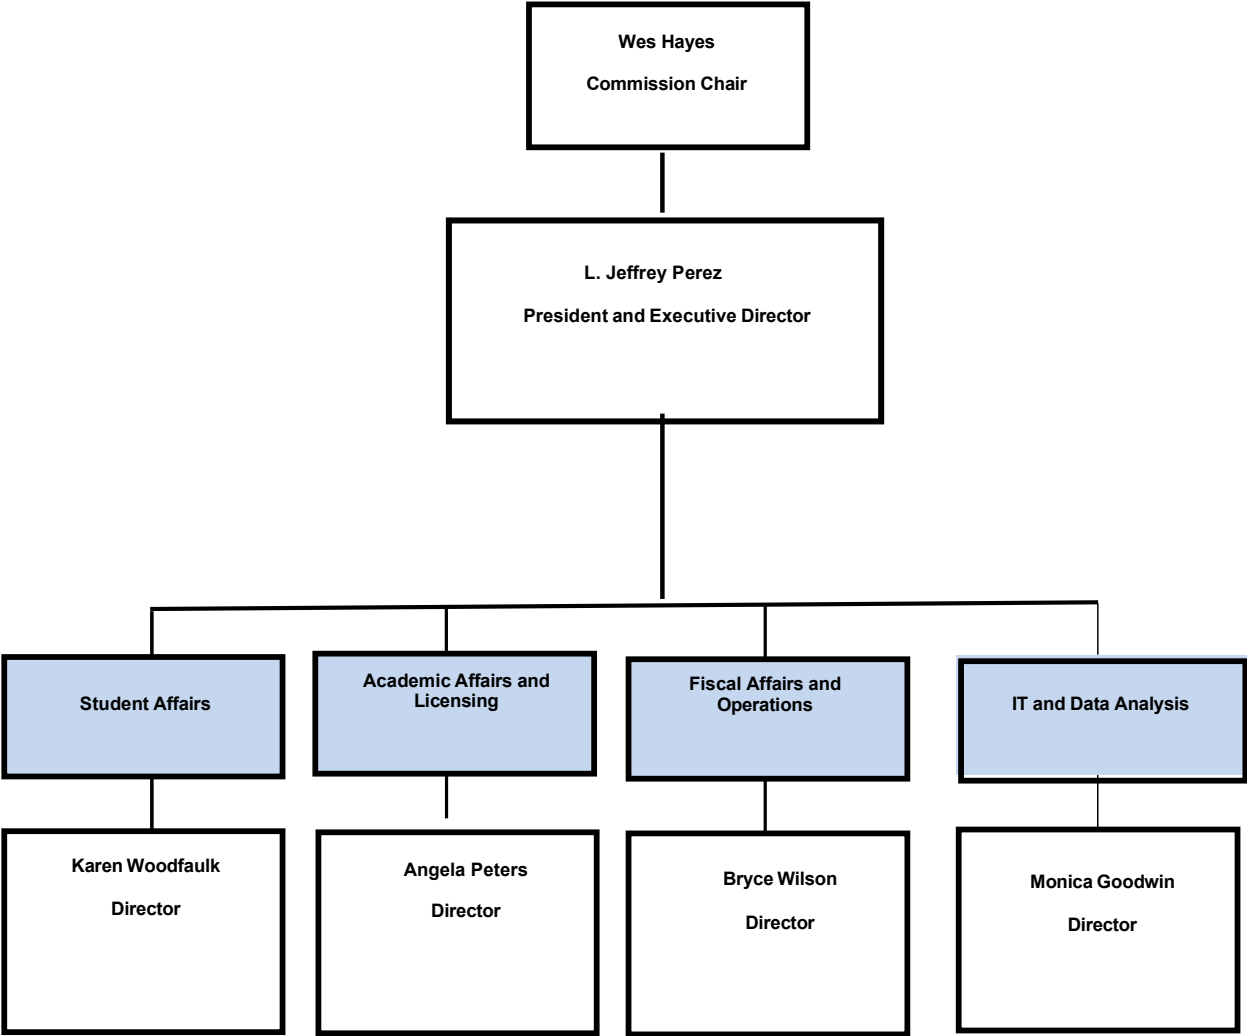 Wes Hayes
Commission Chair
L. Jeffrey Perez
President and Executive Director
Student Affairs
Academic Affairs and
Licensing
Fiscal Affairs and
Operations
IT and Data Analysis
Karen Woodfaulk
Director
Angela Peters
Director
Bryce Wilson
Director
Monica Goodwin
Director